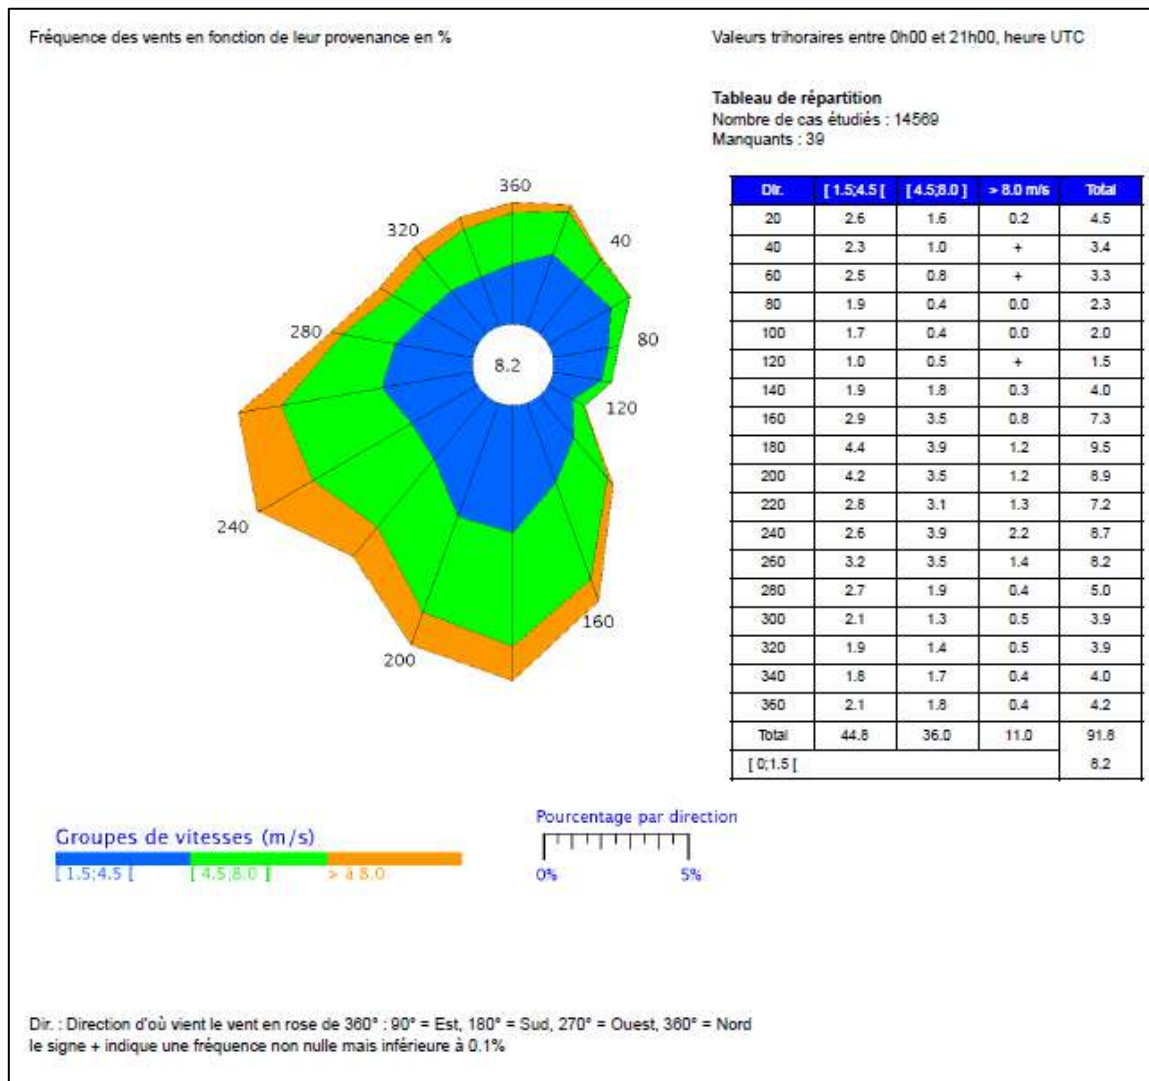 Fréquence des vents en fonction de leur provenance en %
Valeurs trihoraires entre 0h00 et 21h00, heure UTC
Tableau de répartition
Nombre de cas étudiés : 14569
Manquants : 39
360
320
40
280
80
8.2
120
240
160
200
Dir. [ 1.5;4.5 [ [ 4.5;8.0 ] > 8.0 m/s Total
20 2.6 1.6 0.2 4.5
40 2.3 1.0 + 3.4
60 2.5 0.8 + 3.3
80 1.9 0.4 0.0 2.3
100 1.7 0.4 0.0 2.0
120 1.0 0.5 + 1.5
140 1.9 1.8 0.3 4.0
160 2.9 3.5 0.8 7.3
180 4.4 3.9 1.2 9.5
200 4.2 3.5 1.2 8.9
220 2.8 3.1 1.3 7.2
240 2.6 3.9 2.2 8.7
260 3.2 3.5 1.4 8.2
280 2.7 1.9 0.4 5.0
300 2.1 1.3 0.5 3.9
320 1.9 1.4 0.5 3.9
340 1.8 1.7 0.4 4.0
360 2.1 1.8 0.4 4.2
Total 44.8 36.0 11.0 91.8
[ 0;1.5 [ 8.2
Groupes de vitesses (m/s)
[ 1.5;4.5 [ [ 4.5;8.0 ] > à 8.0
Pourcentage par direction
0% 5%
Dir. : Direction d'où vient le vent en rose de 360° : 90° = Est, 180° = Sud, 270° = Ouest, 360° = Nord
le signe + indique une fréquence non nulle mais inférieure à 0.1%